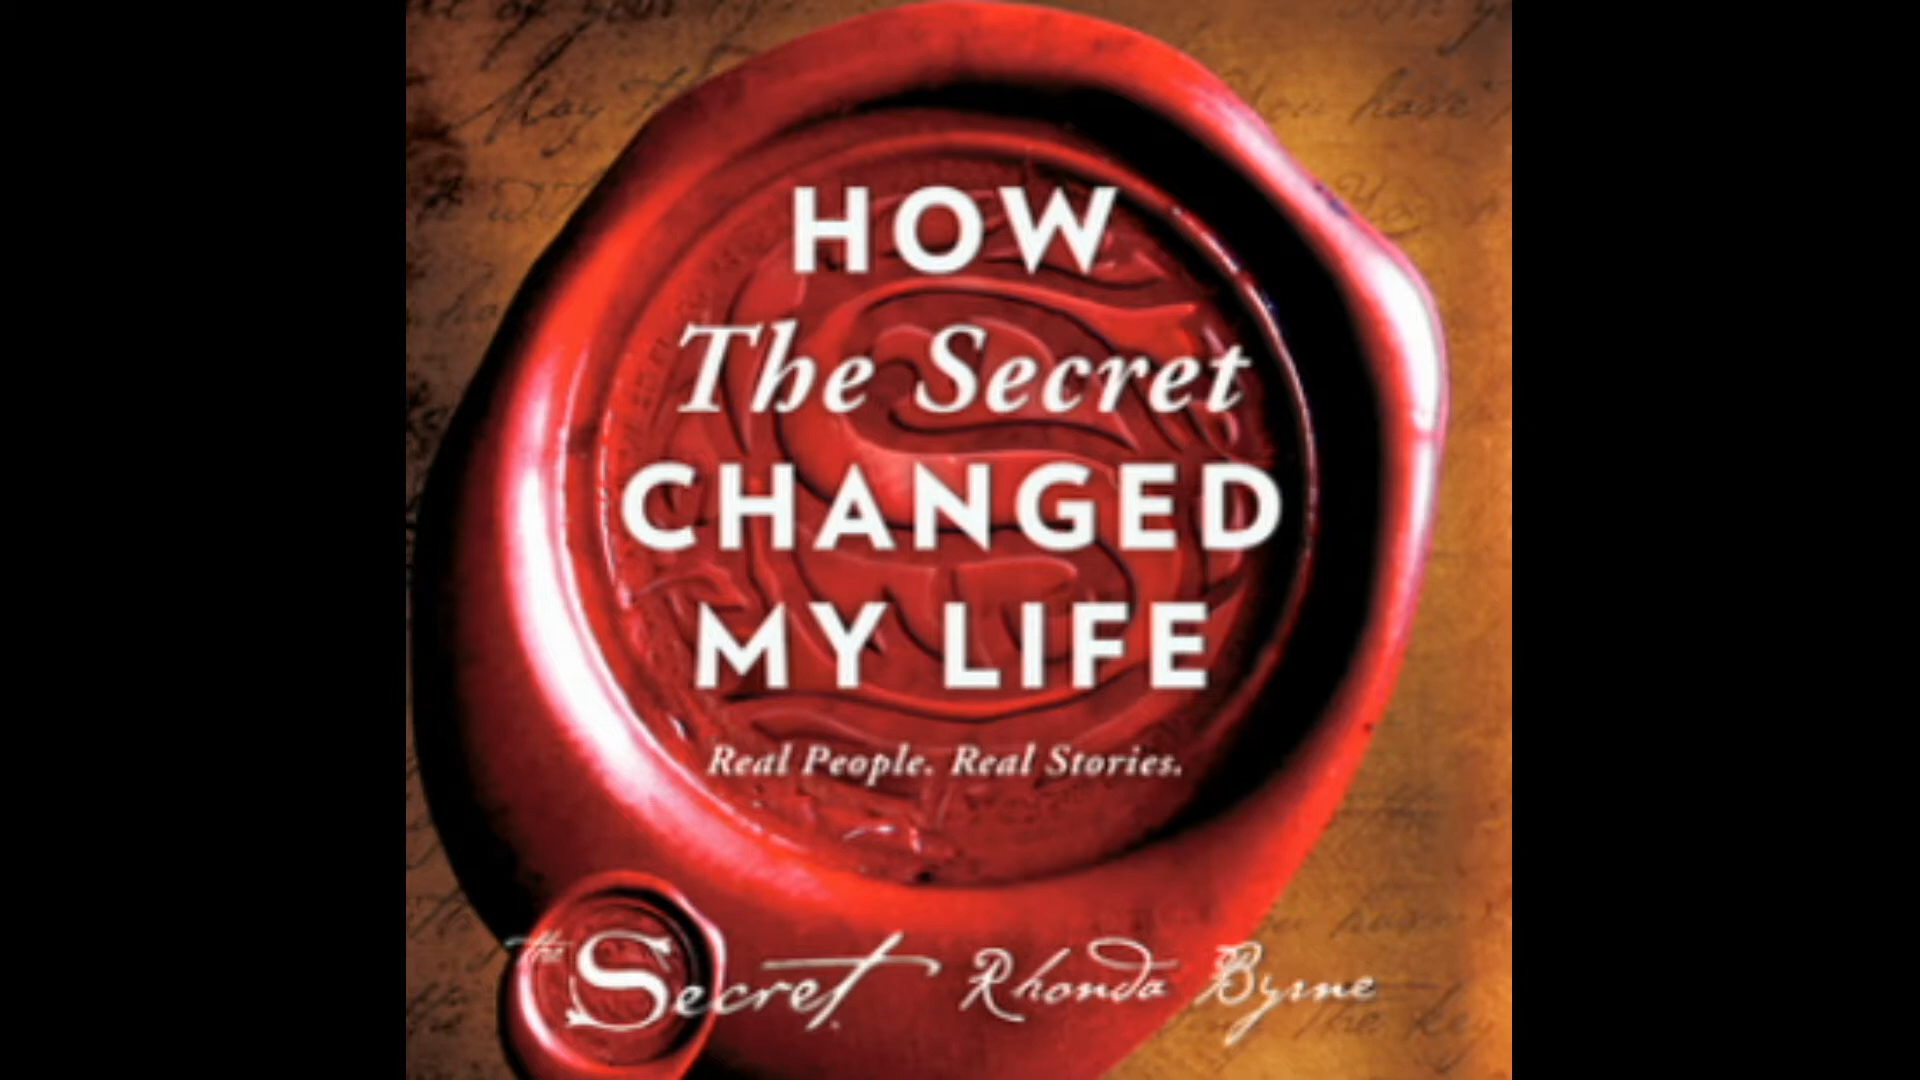 HOW
The Secret
CHANGED
MY LIFE
Real People. Real Stories.
the Secret Rhonda Byrne